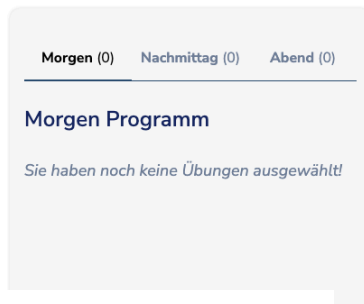 Morgen (0) Nachmittag (0) Abend (0)
Morgen Programm
Sie haben noch keine Übungen ausgewählt!